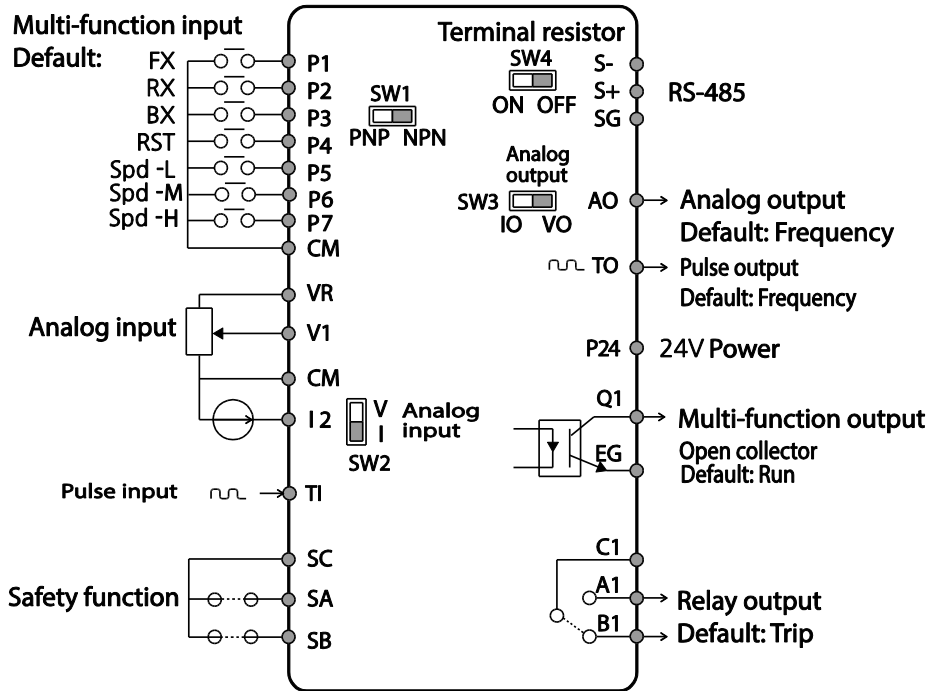 Multi-function input
Default:
FX
P1
RX
P2
BX
P3
RST
P4
Spd -L
P5
Spd -M
P6
Spd -H
P7
CM
SW1
PNP NPN
Terminal resistor
SW4
ON OFF
S-
S+
SG
RS-485
Analog
output
SW3
IO VO
AO
Analog output
Default: Frequency
TO
Pulse output
Default: Frequency
Analog input
VR
V1
CM
I 2
V
I
SW2
Analog
input
P24
24V Power
Q1
EG
Multi-function output
Open collector
Default: Run
Pulse input
TI
Safety function
SC
SA
SB
C1
A1
B1
Relay output
Default: Trip